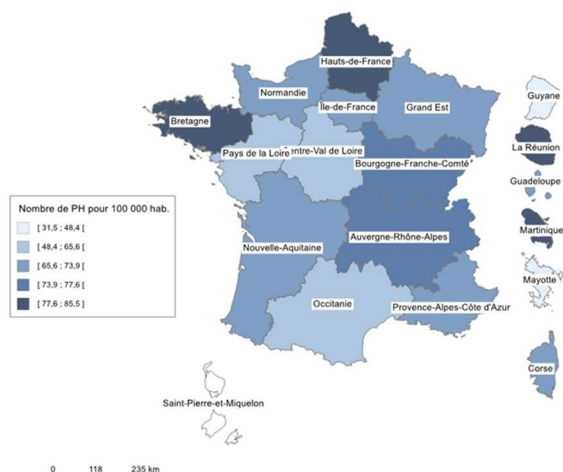 Hauts-de-France
Normandie
Île-de-France
Grand Est
Guyane
Bretagne
La Réunion
Pays de la Loire
Centre-Val de Loire
Bourgogne-Franche-Comté
Guadeloupe
Nombre de PH pour 100 000 hab.
[ 31,5 ; 48,4 [
[ 48,4 ; 65,6 [
[ 65,6 ; 73,9 [
[ 73,9 ; 77,6 [
[ 77,6 ; 85,5 ]
Martinique
Auvergne-Rhône-Alpes
Nouvelle-Aquitaine
Mayotte
Occitanie
Provence-Alpes-Côte d'Azur
Corse
Saint-Pierre-et-Miquelon
0 118 235 km